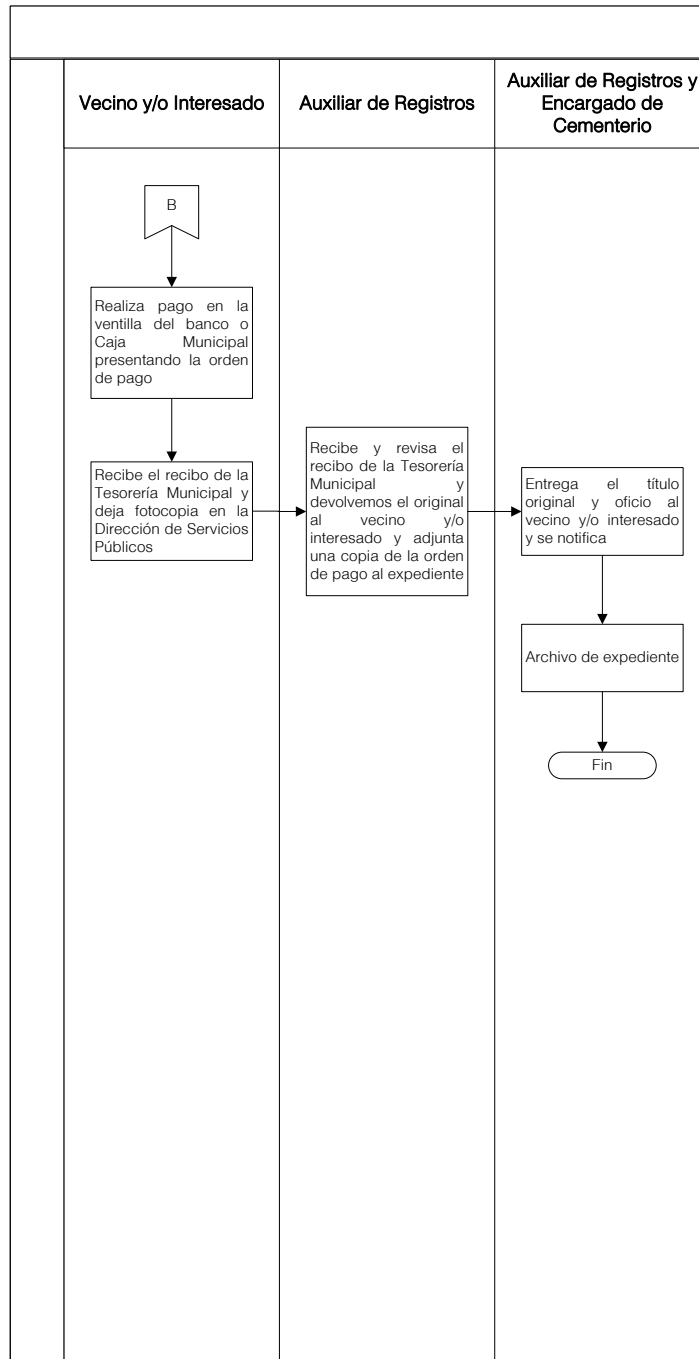 Vecino y/o Interesado
Auxiliar de Registros
Auxiliar de Registros y
Encargado de
Cementerio
B
Realiza pago en la
ventilla del banco o
Caja Municipal
presentando la orden
de pago
Recibe el recibo de la
Tesorería Municipal y
deja fotocopia en la
Dirección de Servicios
Públicos
Recibe y revisa el
recibo de la Tesorería
Municipal y
devolvemos el original
al vecino y/o
interesado y adjunta
una copia de la orden
de pago al expediente
Entrega el título
original y oficio al
vecino y/o interesado
y se notifica
Archivo de expediente
Fin